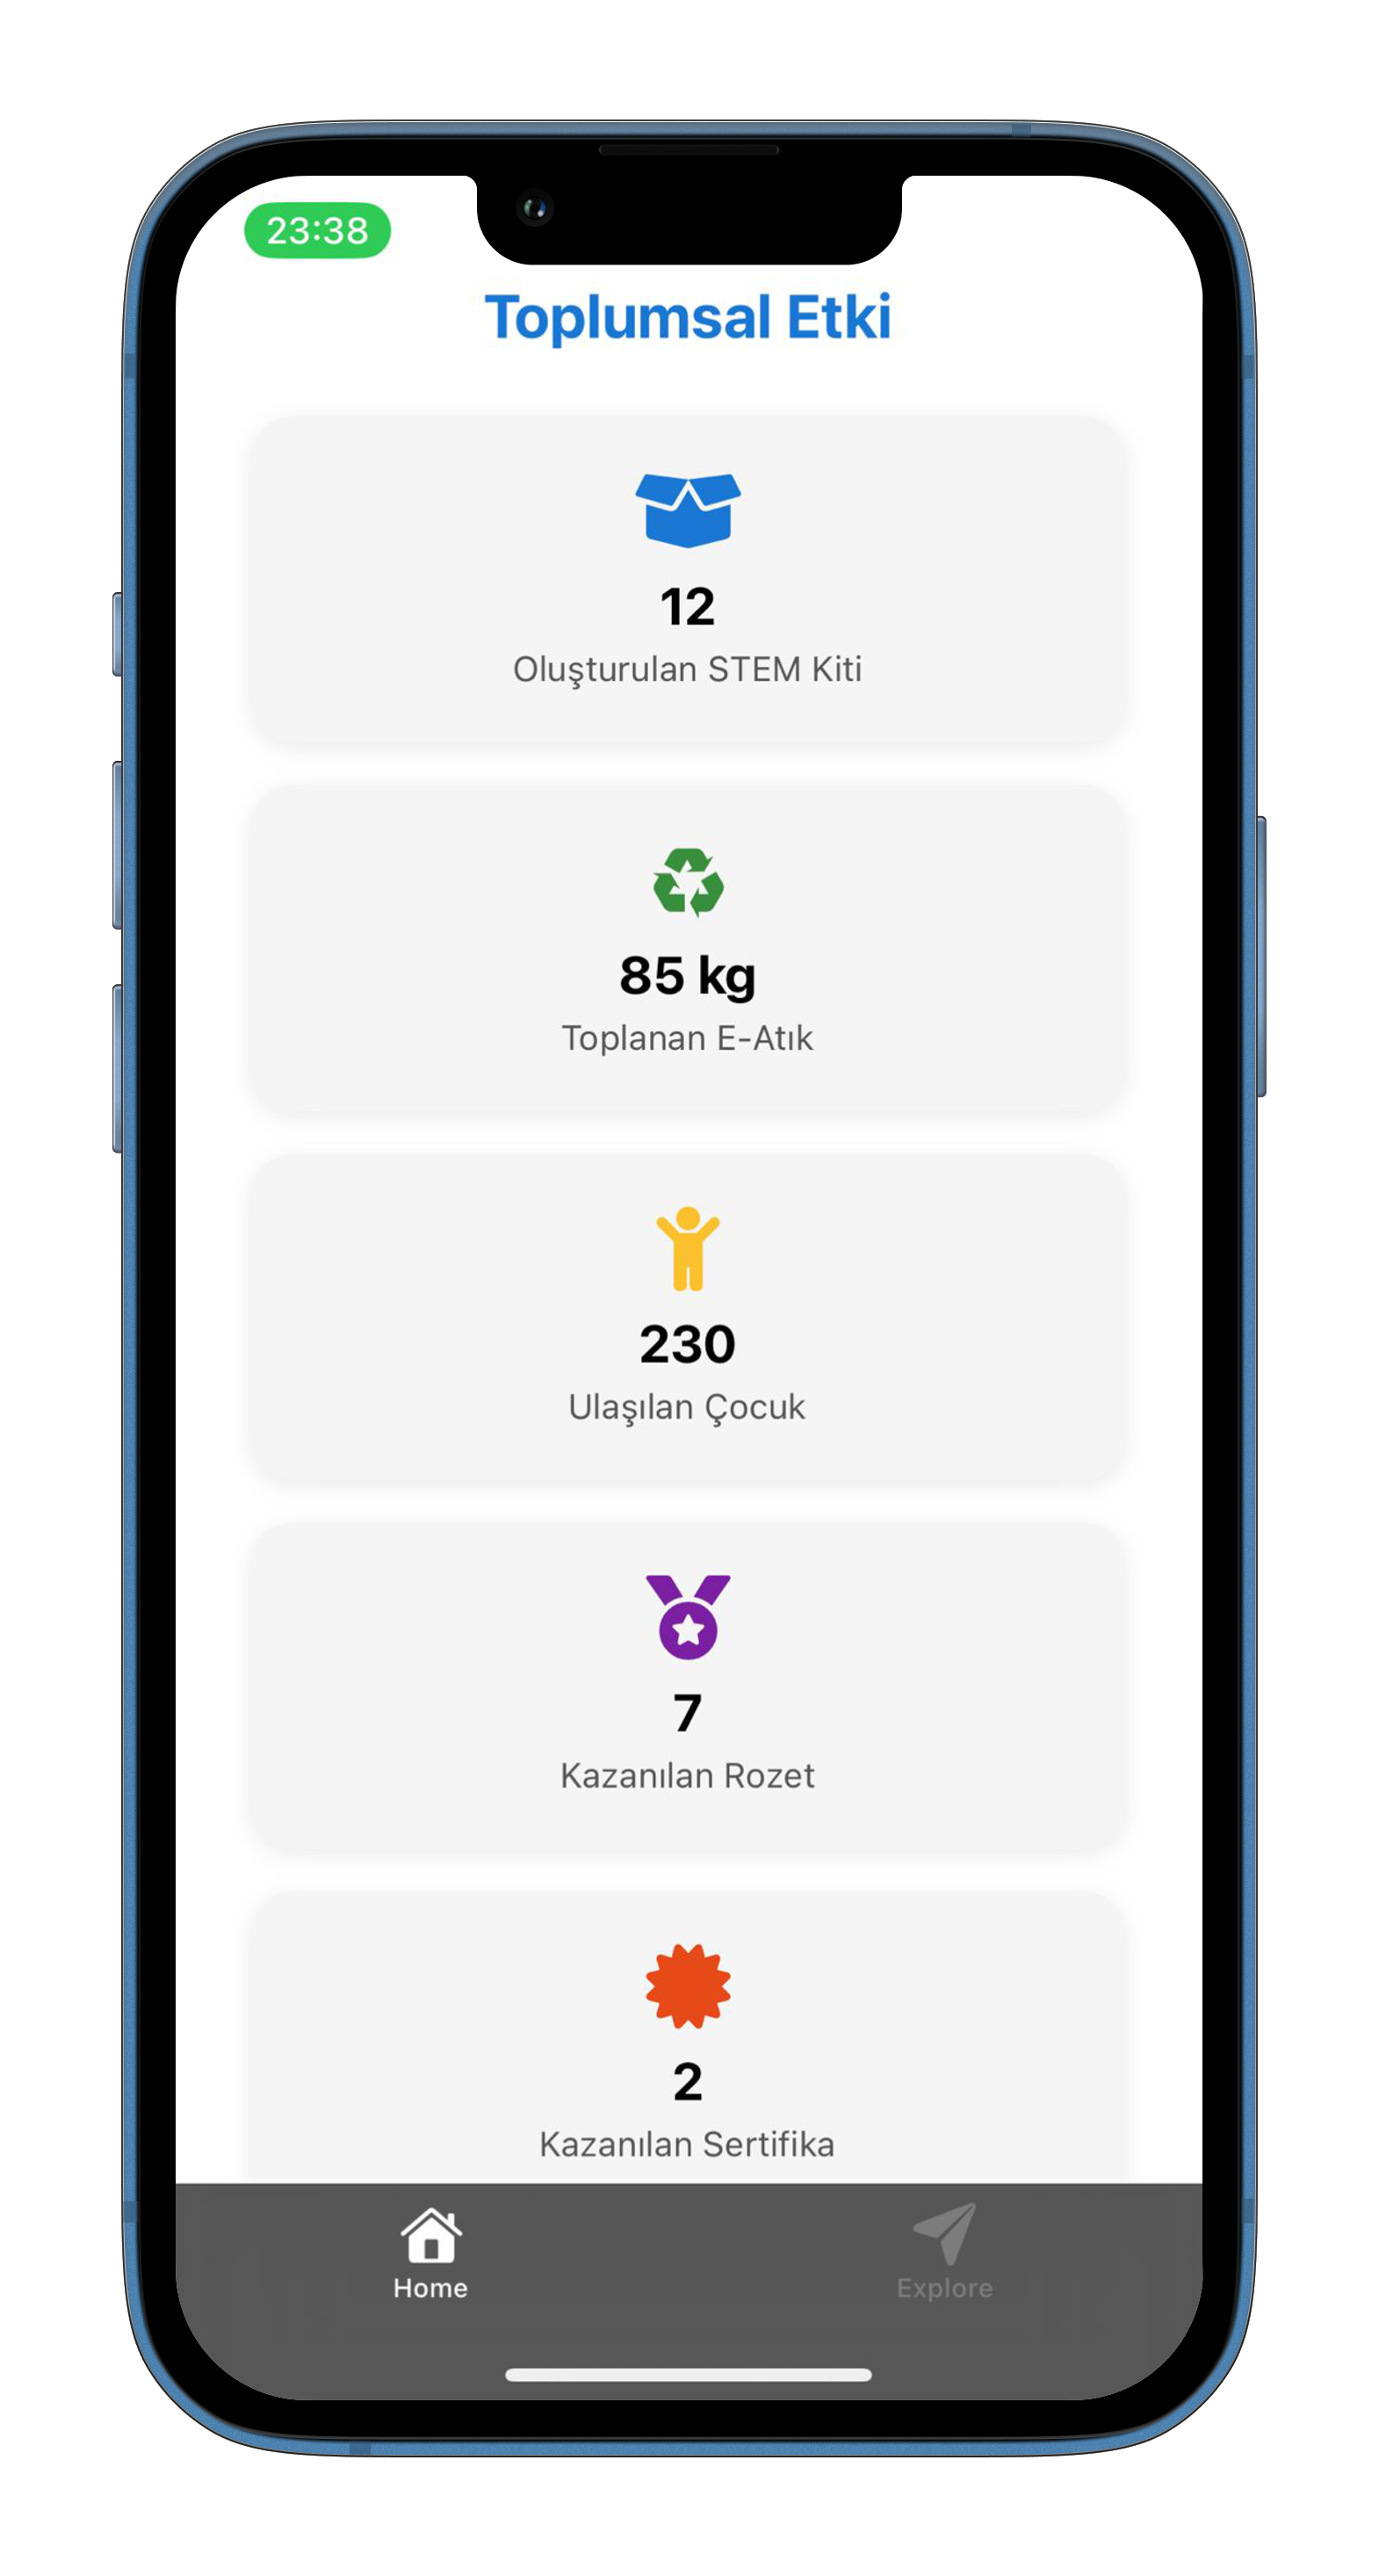 23:38
Toplumsal Etki
12
Oluşturulan STEM Kiti
85 kg
Toplanan E-Atık
230
Ulaşılan Çocuk
7
Kazanılan Rozet
2
Kazanılan Sertifika
Home
Explore